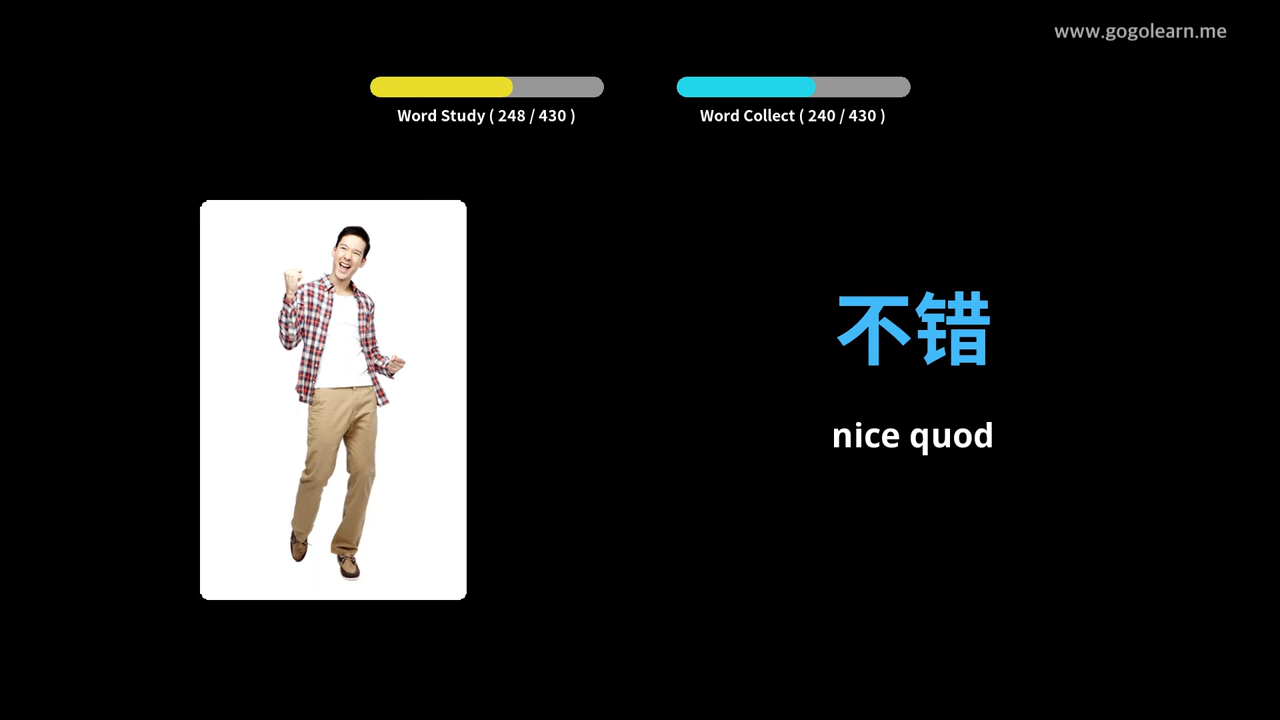 www.gogolearn.me
Word Study ( 248 / 430 )
Word Collect ( 240 / 430 )
不错
nice quod